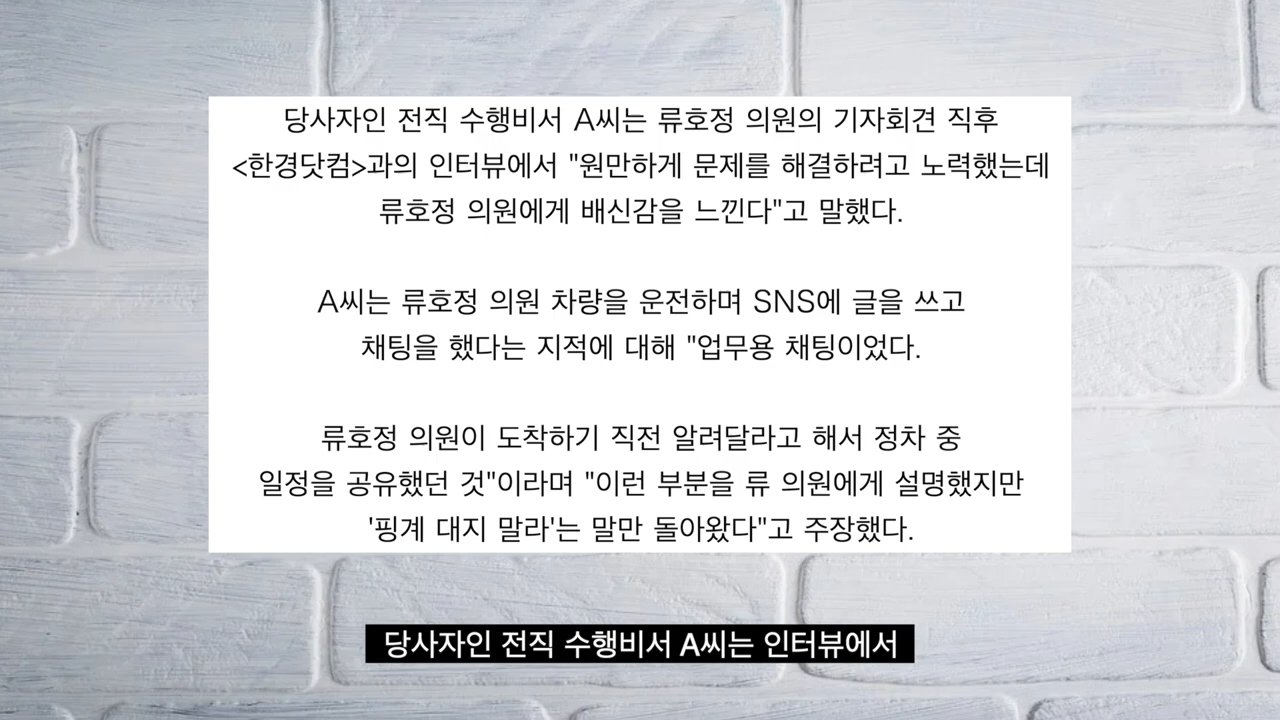 당사자인 전직 수행비서 A씨는 류호정 의원의 기자회견 직후
<한경닷컴>과의 인터뷰에서 "원만하게 문제를 해결하려고 노력했는데
류호정 의원에게 배신감을 느낀다"고 말했다.
A씨는 류호정 의원 차량을 운전하며 SNS에 글을 쓰고
채팅을 했다는 지적에 대해 "업무용 채팅이었다.
류호정 의원이 도착하기 직전 알려달라고 해서 정차 중
일정을 공유했던 것"이라며 "이런 부분을 류 의원에게 설명했지만
'핑계 대지 말라'는 말만 돌아왔다"고 주장했다.
당사자인 전직 수행비서 A씨는 인터뷰에서